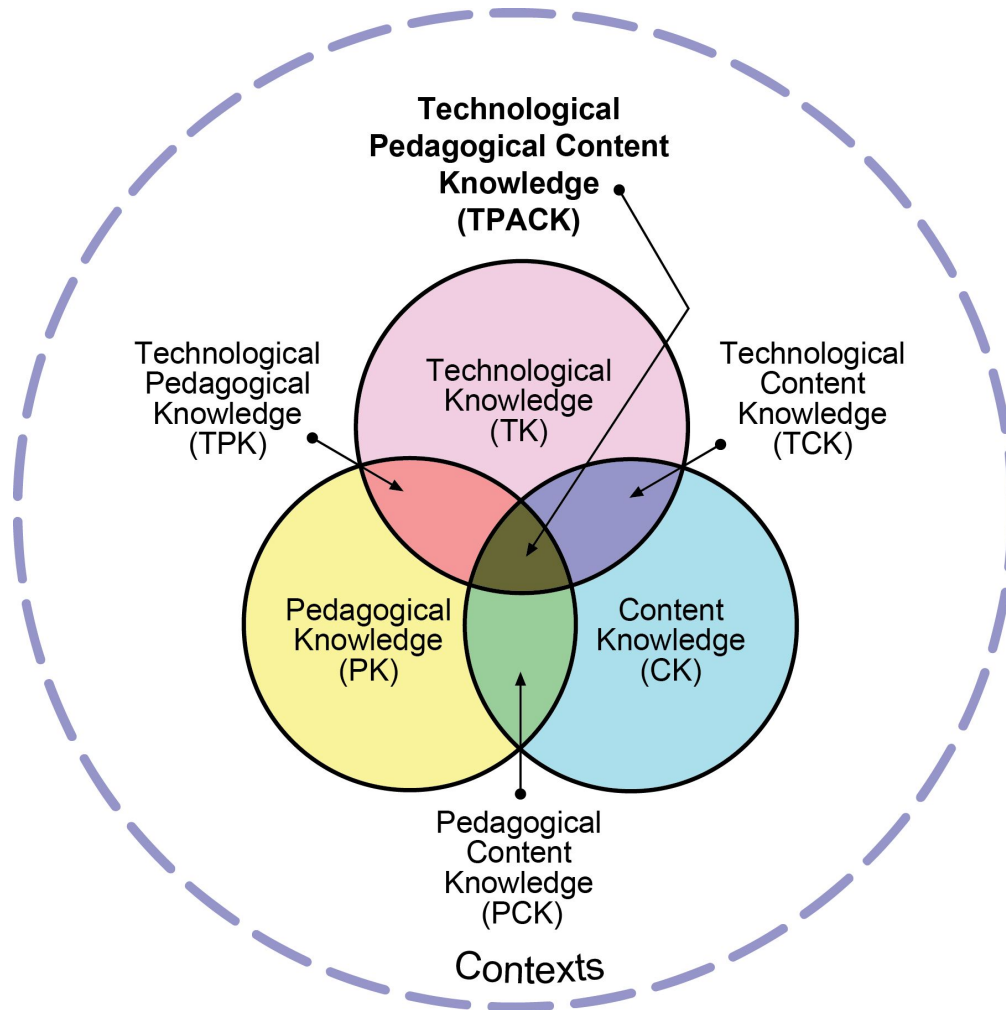 Technological
Pedagogical Content
Knowledge
(TPACK)
Technological
Pedagogical
Knowledge
(TPK)
Technological
Knowledge
(TK)
Technological
Content
Knowledge
(TCK)
Pedagogical
Knowledge
(PK)
Content
Knowledge
(CK)
Pedagogical
Content
Knowledge
(PCK)
Contexts